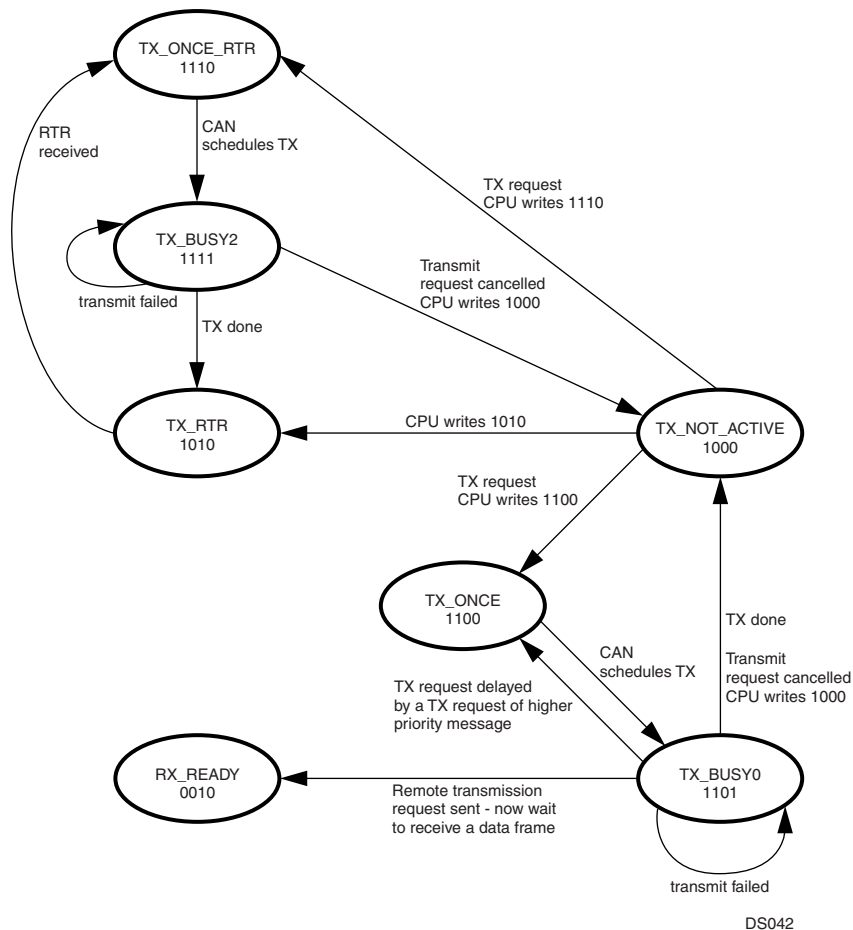 TX_ONCE_RTR
1110
RTR
received
CAN
schedules TX
TX request
CPU writes 1110
TX_BUSY2
1111
transmit failed
Transmit
request cancelled
CPU writes 1000
TX done
TX_RTR
1010
CPU writes 1010
TX_NOT_ACTIVE
1000
TX request
CPU writes 1100
TX_ONCE
1100
CAN
schedules TX
TX done
Transmit
request cancelled
CPU writes 1000
TX request delayed
by a TX request of higher
priority message
RX_READY
0010
Remote transmission
request sent - now wait
to receive a data frame
TX_BUSY0
1101
transmit failed
DS042